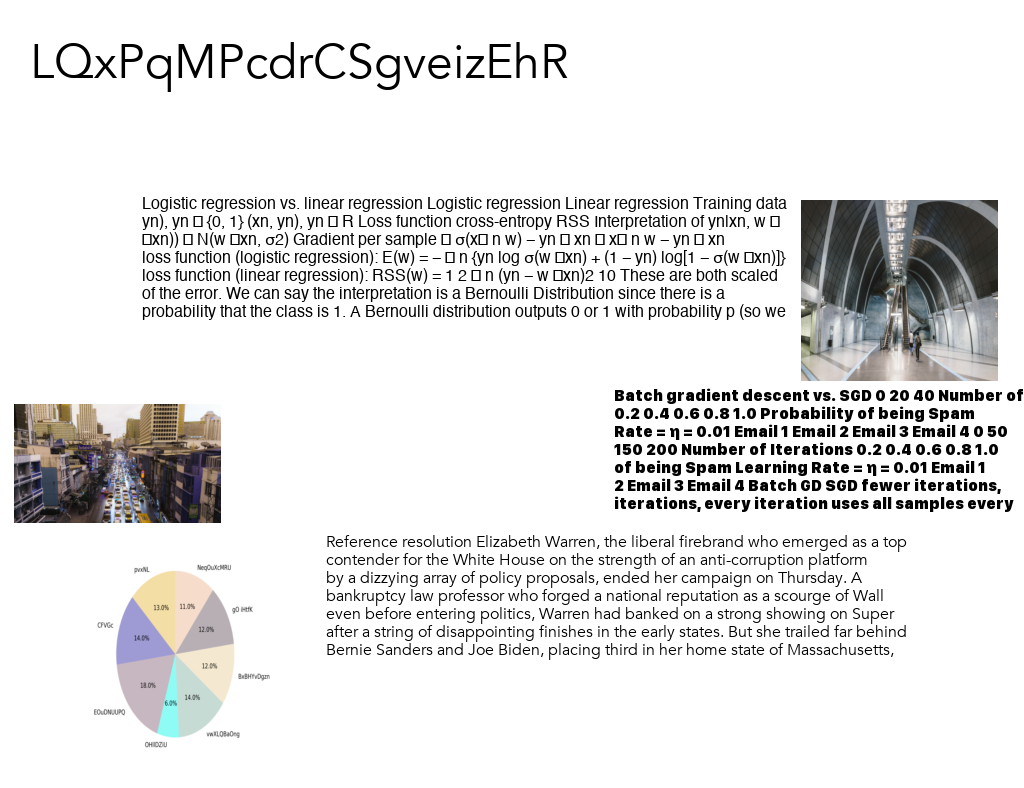 LQxPqMPcdrCSgveizEhR
Logistic regression vs. linear regression Logistic regression Linear regression Training data
yn), yn □ {0, 1} (xn, yn), yn □ R Loss function cross-entropy RSS Interpretation of yn|xn, w □
□xn)) □ N(w □xn, σ2) Gradient per sample □ σ(x□ n w) − yn □ xn □ x□ n w − yn □ xn
loss function (logistic regression): E(w) = − □ n {yn log σ(w □xn) + (1 − yn) log[1 − σ(w □xn)]}
loss function (linear regression): RSS(w) = 1 2 □ n (yn − w □xn)2 10 These are both scaled
of the error. We can say the interpretation is a Bernoulli Distribution since there is a
probability that the class is 1. A Bernoulli distribution outputs 0 or 1 with probability p (so we
Batch gradient descent vs. SGD 0 20 40 Number of
0.2 0.4 0.6 0.8 1.0 Probability of being Spam
Rate = η = 0.01 Email 1 Email 2 Email 3 Email 4 0 50
150 200 Number of Iterations 0.2 0.4 0.6 0.8 1.0
of being Spam Learning Rate = η = 0.01 Email 1
2 Email 3 Email 4 Batch GD SGD fewer iterations,
iterations, every iteration uses all samples every
Reference resolution Elizabeth Warren, the liberal firebrand who emerged as a top
contender for the White House on the strength of an anti-corruption platform
by a dizzying array of policy proposals, ended her campaign on Thursday. A
bankruptcy law professor who forged a national reputation as a scourge of Wall
even before entering politics, Warren had banked on a strong showing on Super
after a string of disappointing finishes in the early states. But she trailed far behind
Bernie Sanders and Joe Biden, placing third in her home state of Massachusetts,
pvxNL
NeqOuXcMRU
13.0%
11.0%
gO iHtfK
CFVGc
12.0%
14.0%
12.0%
BxBHYvDgzn
18.0%
14.0%
6.0%
EOuDNUUPQ
vwXLQBaOng